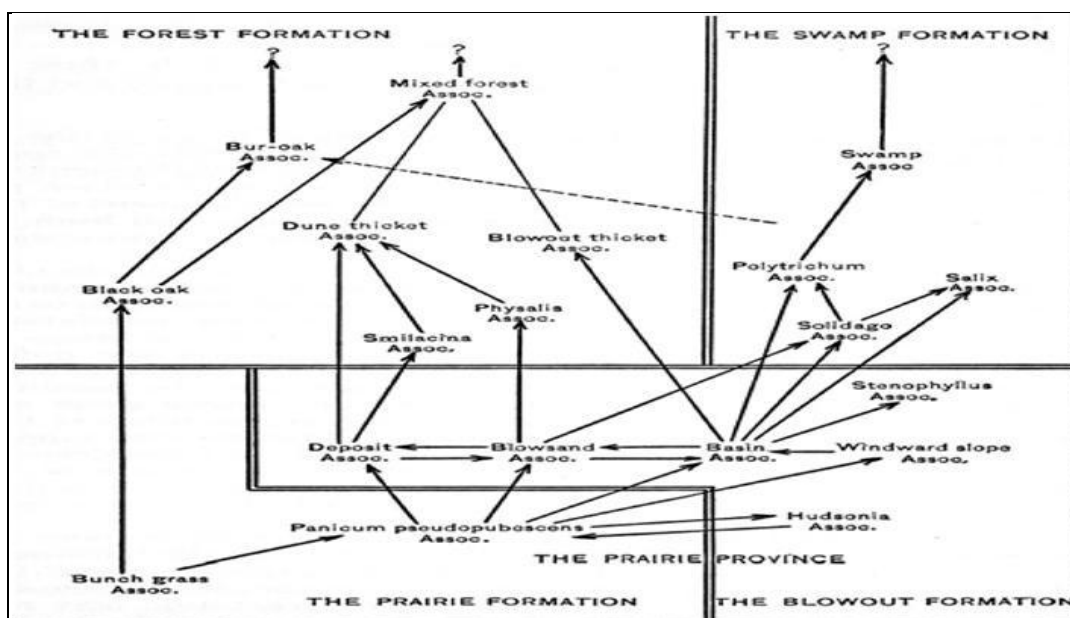 THE FOREST FORMATION
?
?
Mixed forest
Assoc.
Bur-oak
Assoc.
Dune thicket
Assoc.
Blowout thicket
Assoc.
Black oak
Assoc.
Physalis
Assoc.
Smilacina
Assoc.
THE SWAMP FORMATION
?
Swamp
Assoc
Polytrichum
Assoc.
Salix
Assoc.
Solidago
Assoc.
Stenophyllus
Assoc.
Deposit
Assoc.
Blowsand
Assoc.
Basin
Assoc.
Windward slope
Assoc.
Panicum pseudopubescens
Assoc.
Hudsonia
Assoc.
THE PRAIRIE PROVINCE
Bunch grass
Assoc.
THE PRAIRIE FORMATION
THE BLOWOUT FORMATION